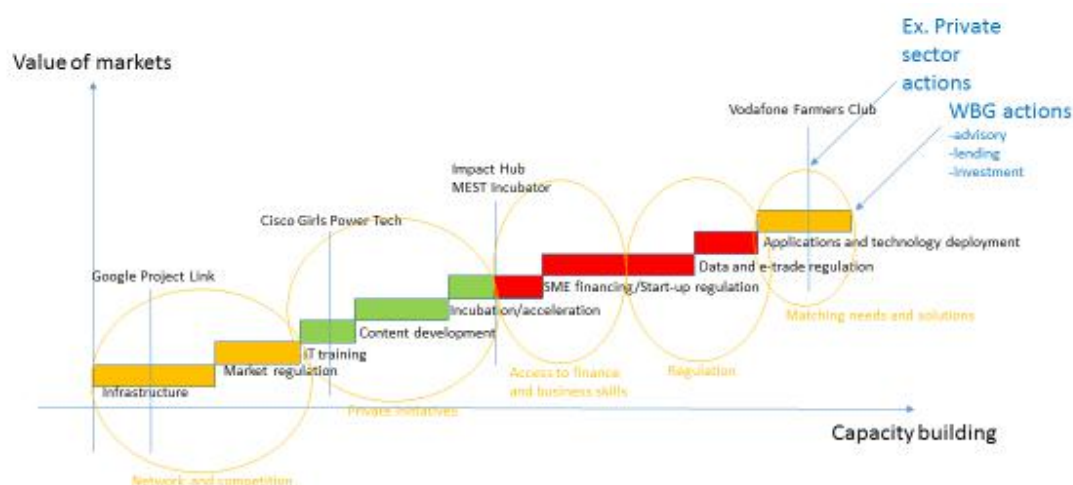 Ex. Private
sector
actions
Value of markets
Vodafone Farmers Club
WBG actions
-advisory
-lending
-Investment
Impact Hub
MEST Incubator
Cisco Girls Power Tech
Applications and technology deployment
Google Project Link
Data and e-trade regulation
SME financing/Start-up regulation
Incubation/acceleration
Matching needs and solutions
Content development
iT training
Market regulation
Access to finance
and business skills
Regulation
Infrastructure
Private initiatives
Capacity building
Network and competition